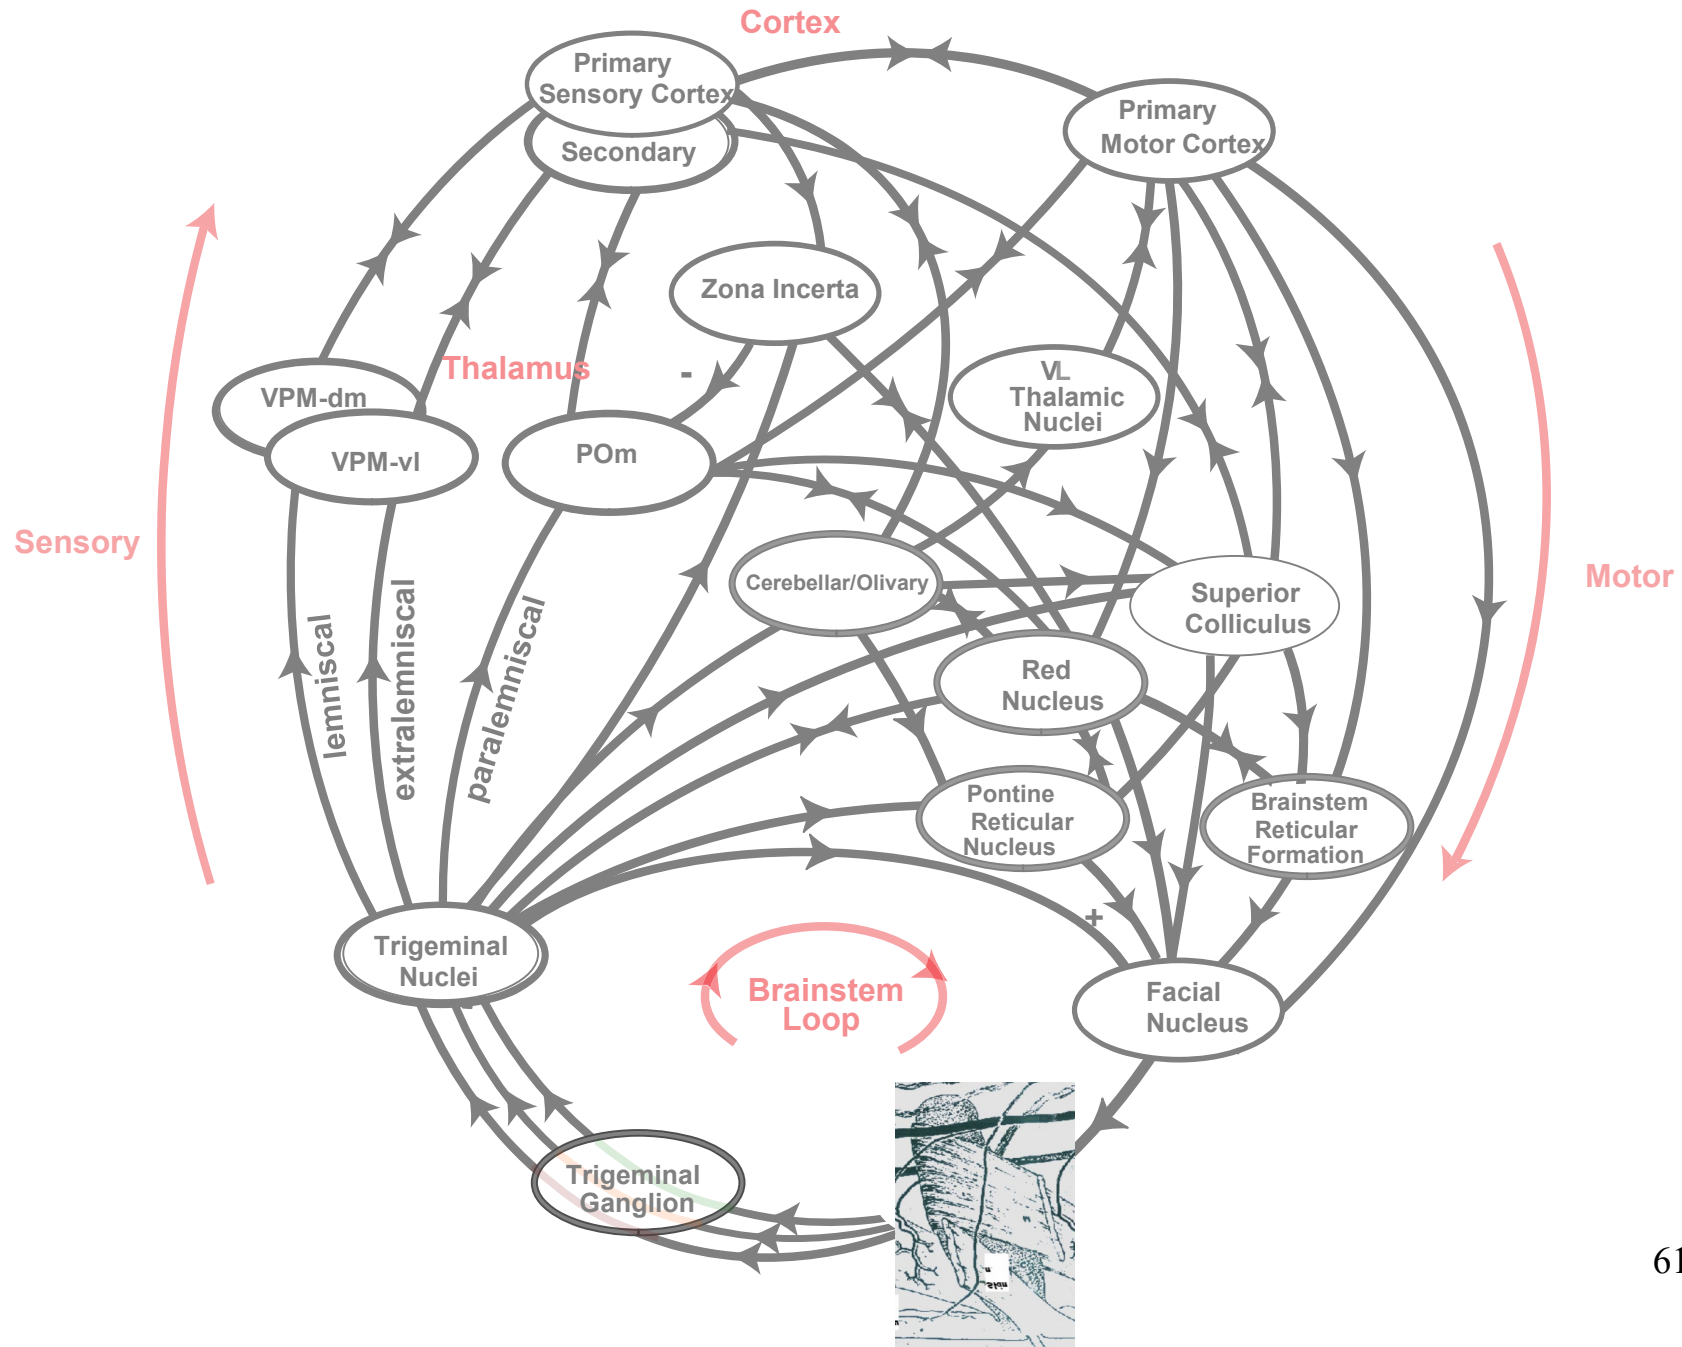 Cortex
Primary
Sensory Cortex
Secondary
Primary
Motor Cortex
Zona Incerta
Thalamus
-
VL
Thalamic
Nuclei
VPM-dm
VPM-vl
POm
Sensory
Motor
Cerebellar/Olivary
Superior
Colliculus
lemniscal
extralemniscal
paralemniscal
Red
Nucleus
Pontine
Reticular
Nucleus
Brainstem
Reticular
Formation
+
Trigeminal
Nuclei
Brainstem
Loop
Facial
Nucleus
Trigeminal
Ganglion
61